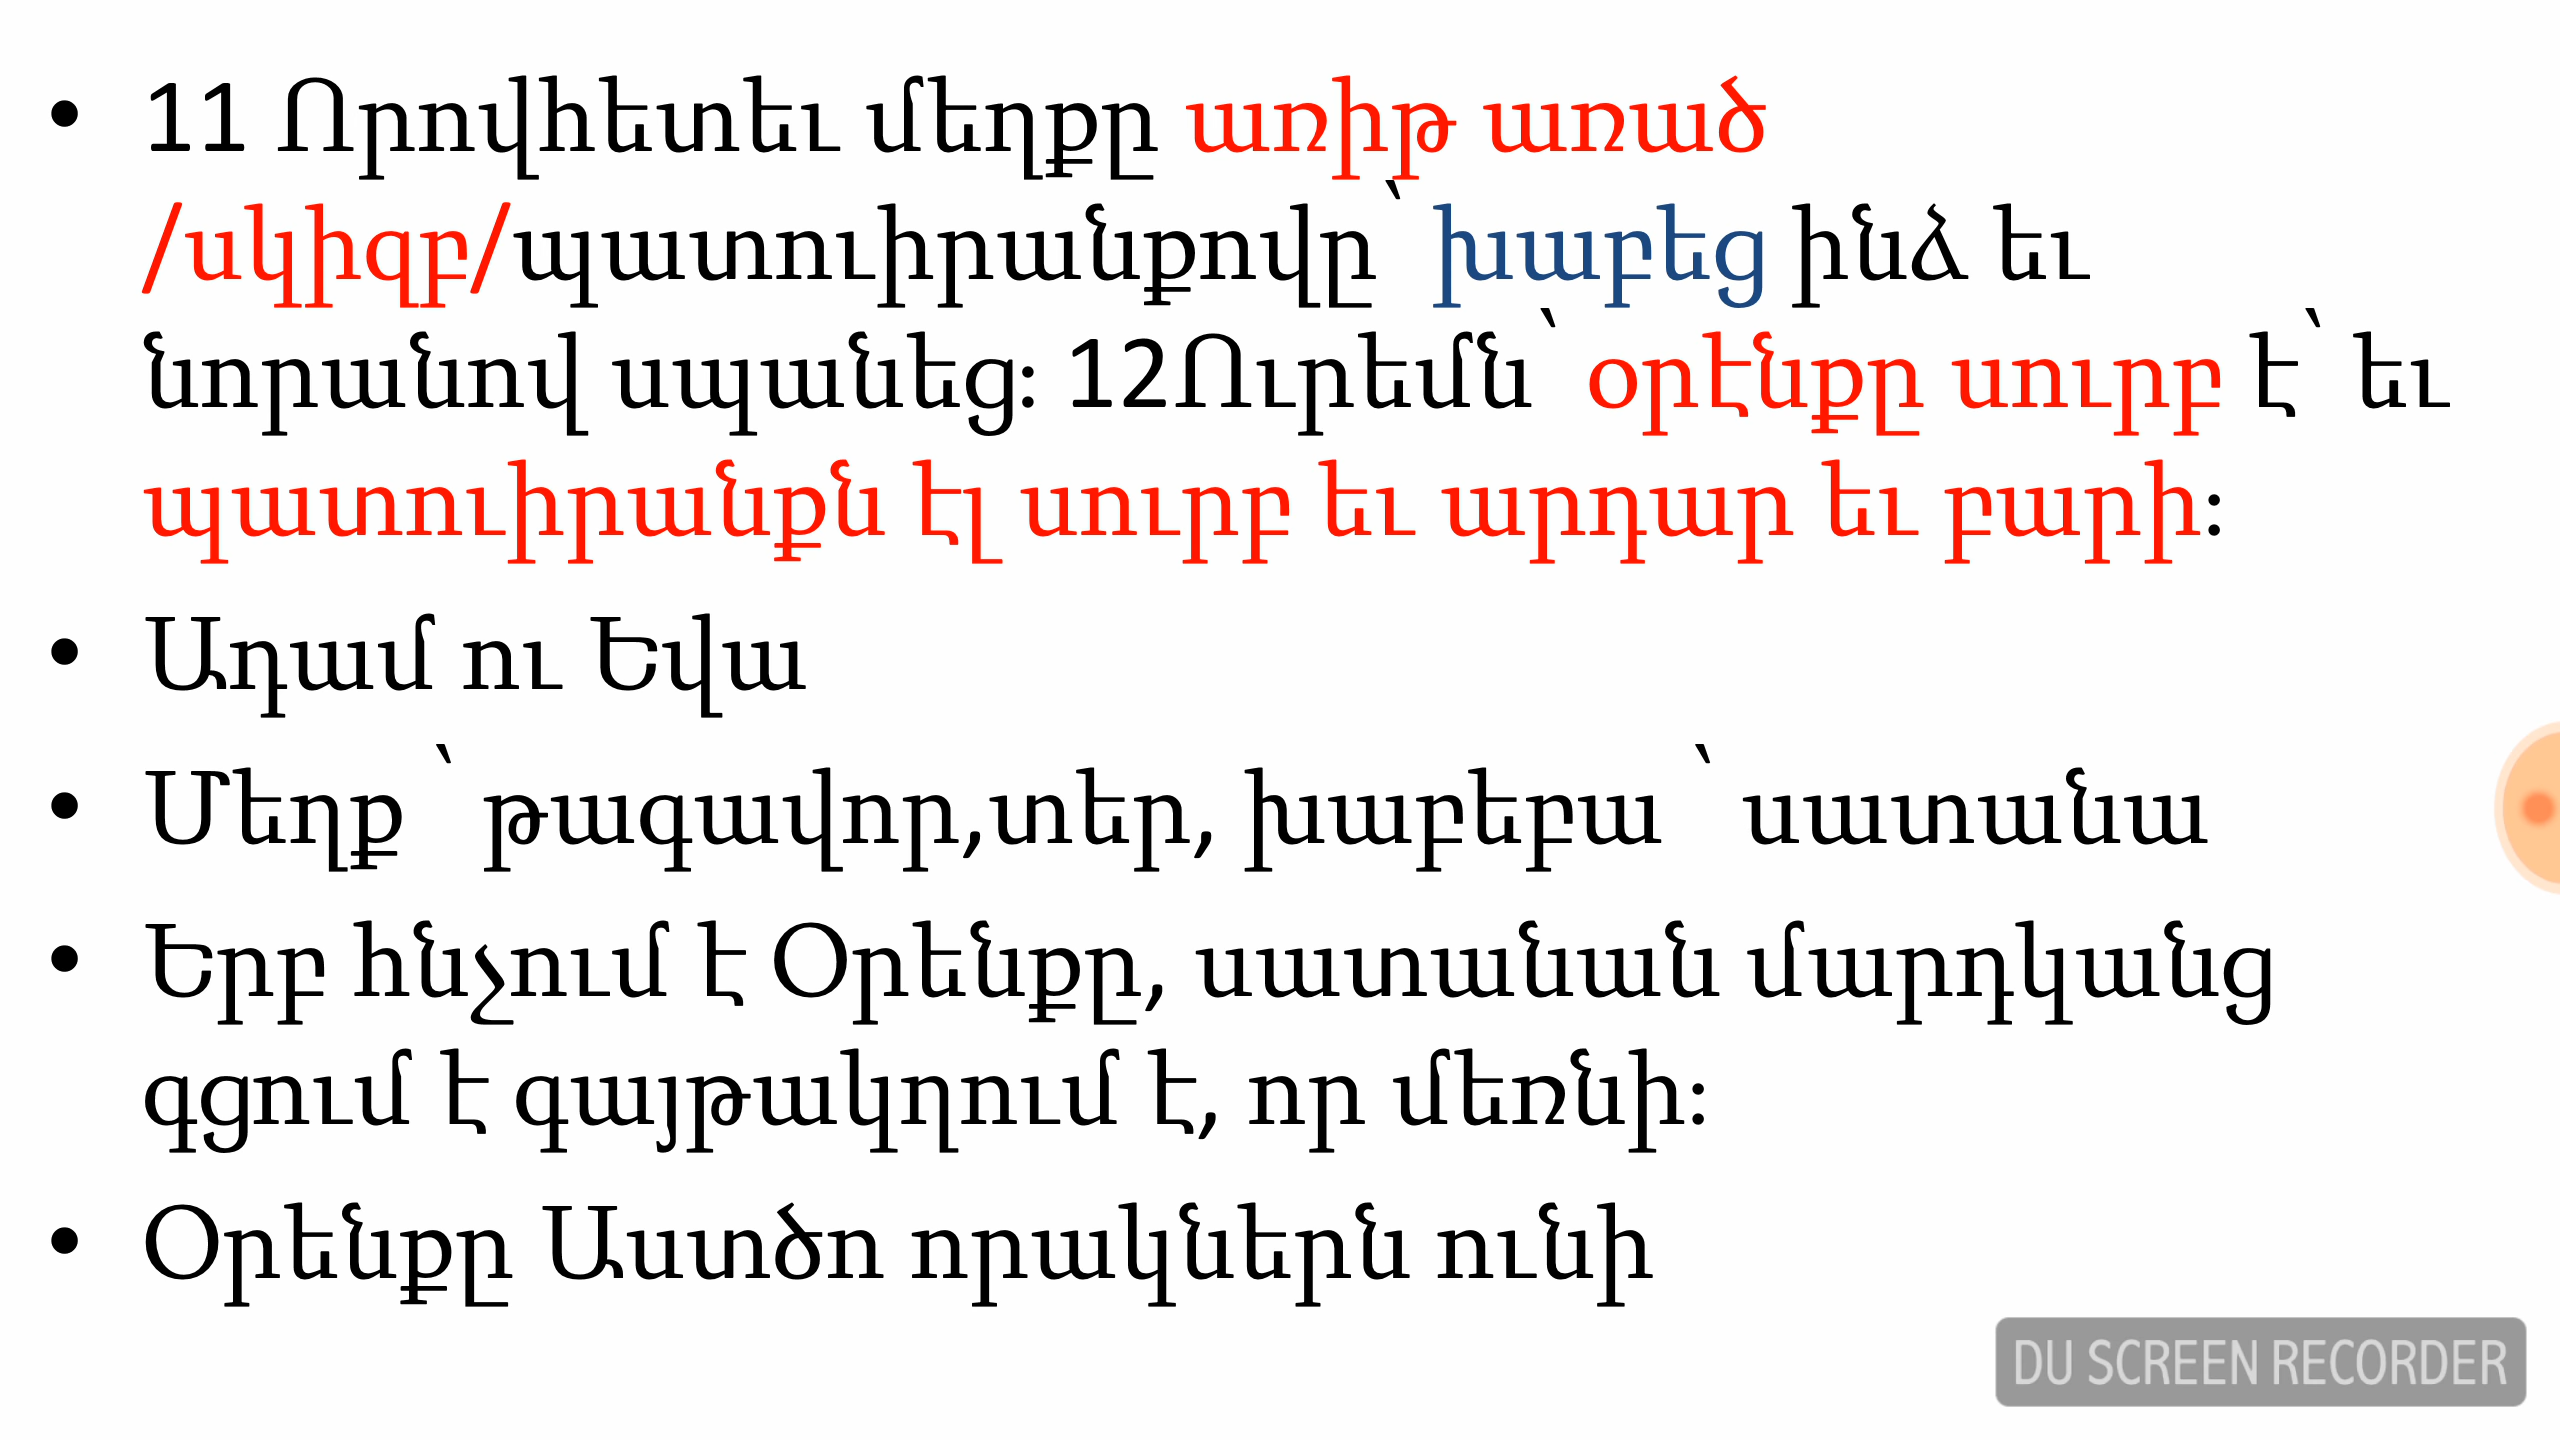 • 11 Որովհետեւ մեղքը առիթ առած
/սկիզբ/պատուիրանքովը՝ խաբեց ինձ եւ
նորանով սպանեց։ 12Ուրեմն՝ օրէնքը սուրբ է՝ եւ
պատուիրանքն էլ սուրբ եւ արդար եւ բարի։
• Ադամ ու Եվա
• Մեղք ՝ թագավոր,տեր, խաբեբա ՝ սատանա
• Երբ հնչում է Օրենքը, սատանան մարդկանց
գցում է գայթակղում է, որ մեռնի։
• Օրենքը Աստծո որակներն ունի
DU SCREEN RECORDER